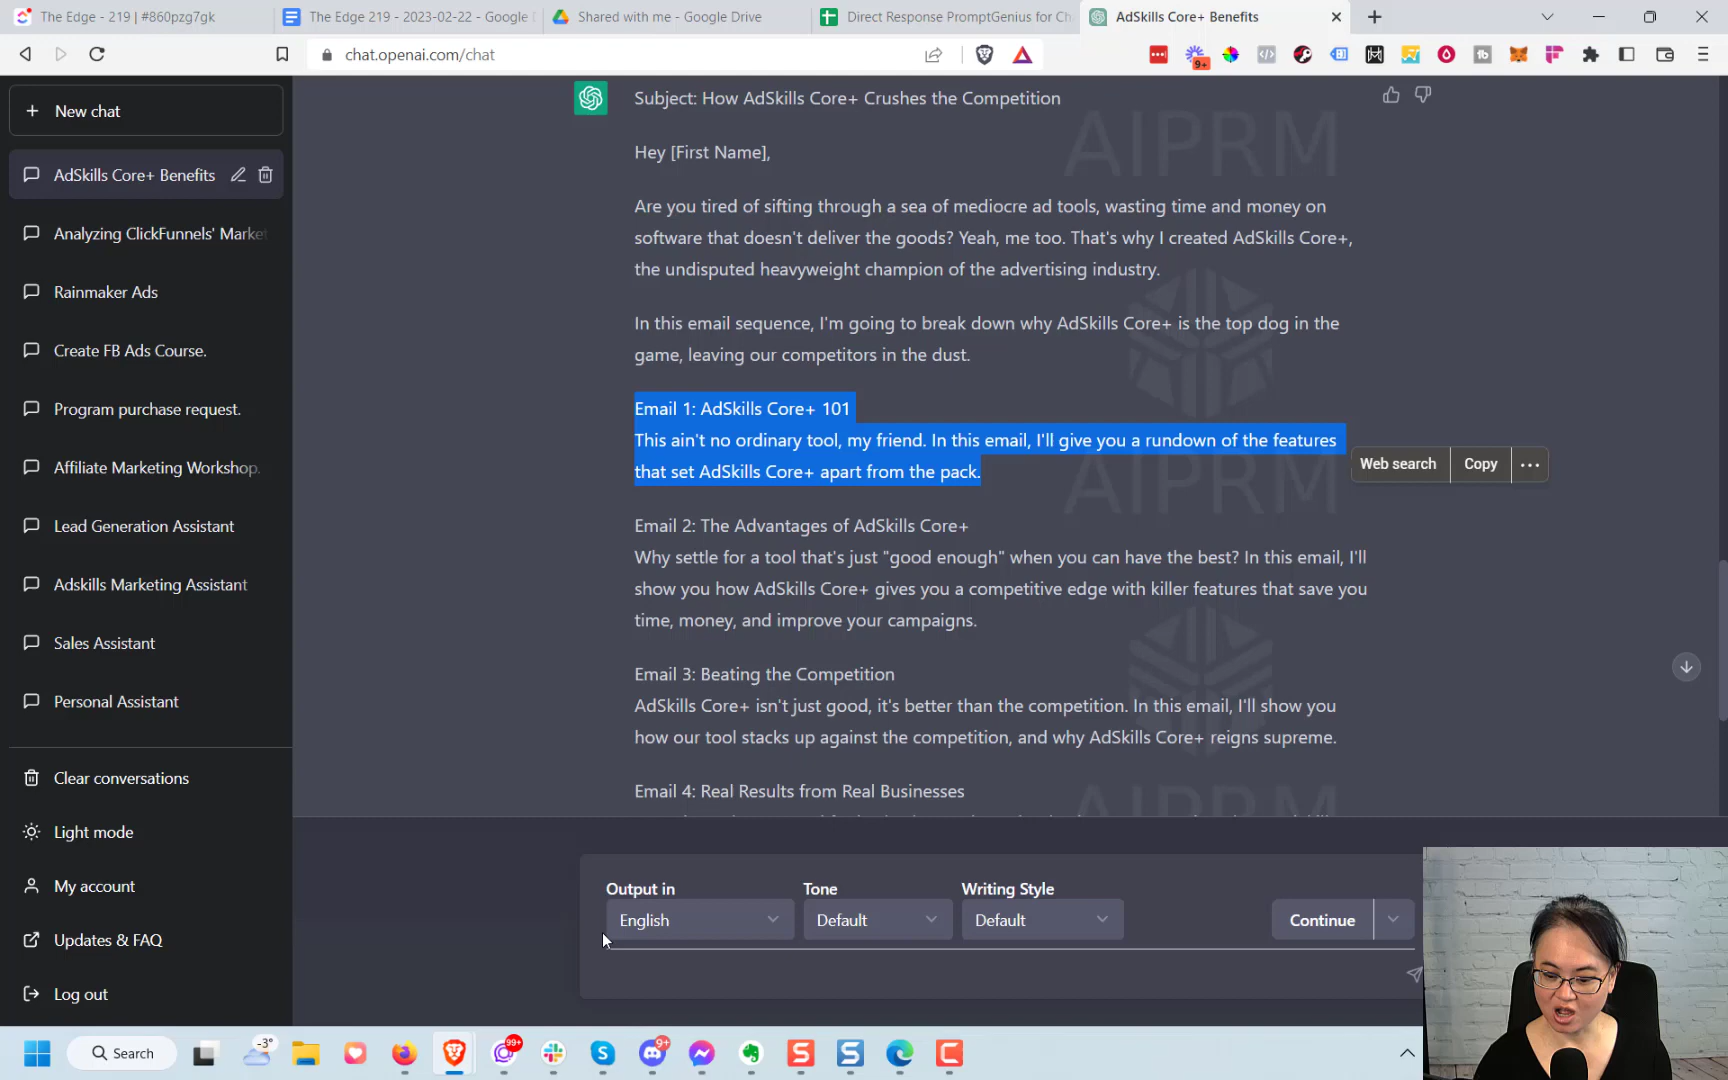 The Edge - 219 | #860pzg7gk
The Edge 219 - 2023-02-22 - Google
Shared with me - Google Drive
Direct Response PromptGenius for Ch
AdSkills Core+ Benefits
chat.openai.com/chat
9+
New chat
AdSkills Core+ Benefits
Analyzing ClickFunnels' Market
Rainmaker Ads
Create FB Ads Course.
Program purchase request.
Affiliate Marketing Workshop.
Lead Generation Assistant
Adskills Marketing Assistant
Sales Assistant
Personal Assistant
Clear conversations
Light mode
My account
Updates & FAQ
Log out
Subject: How AdSkills Core+ Crushes the Competition
Hey [First Name],
Are you tired of sifting through a sea of mediocre ad tools, wasting time and money on
software that doesn't deliver the goods? Yeah, me too. That's why I created AdSkills Core+,
the undisputed heavyweight champion of the advertising industry.
In this email sequence, I'm going to break down why AdSkills Core+ is the top dog in the
game, leaving our competitors in the dust.
Email 1: AdSkills Core+ 101
This ain't no ordinary tool, my friend. In this email, I'll give you a rundown of the features
that set AdSkills Core+ apart from the pack.
Web search Copy ...
Email 2: The Advantages of AdSkills Core+
Why settle for a tool that's just "good enough" when you can have the best? In this email, I'll
show you how AdSkills Core+ gives you a competitive edge with killer features that save you
time, money, and improve your campaigns.
Email 3: Beating the Competition
AdSkills Core+ isn't just good, it's better than the competition. In this email, I'll show you
how our tool stacks up against the competition, and why AdSkills Core+ reigns supreme.
Email 4: Real Results from Real Businesses
AIPRM
AIPRM
AIPRM
Output in Tone Writing Style
English Default Default Continue
Search
-3°
99+
9+